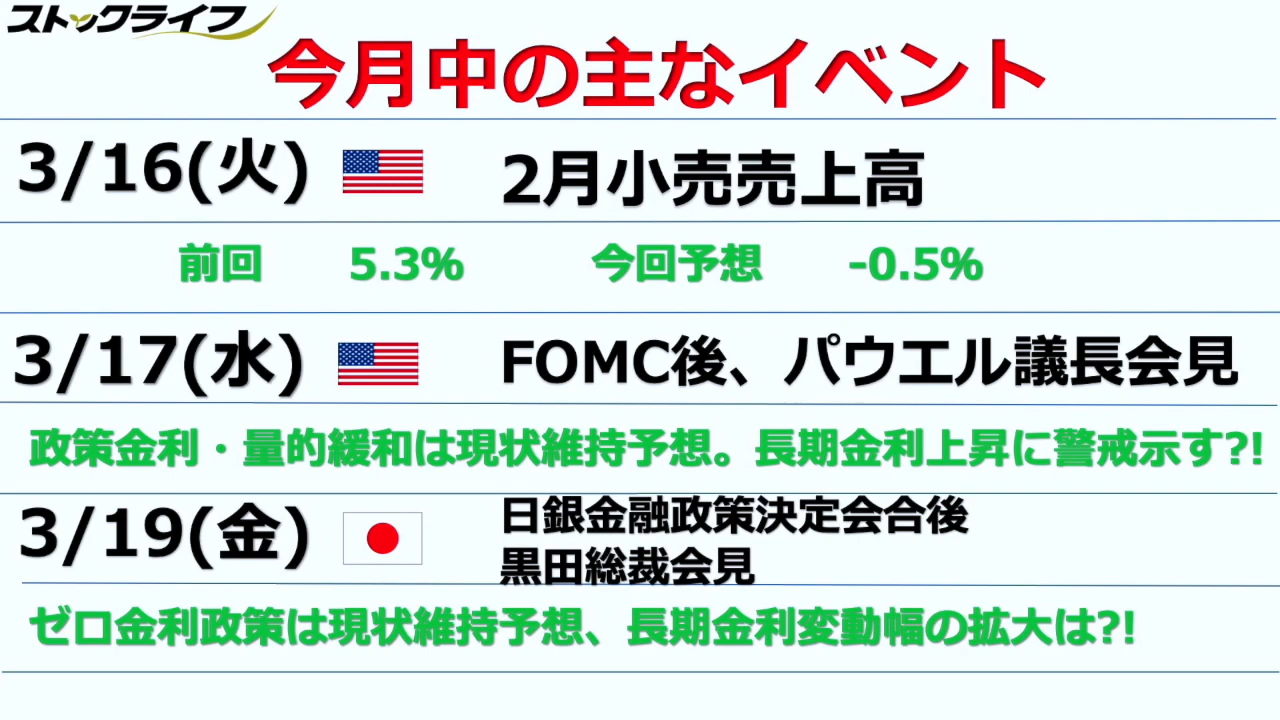 ストックライフ
今月中の主なイベント
3/16(火) 2月小売売上高
前回 5.3% 今回予想 -0.5%
3/17(水) FOMC後、パウエル議長会見
政策金利・量的緩和は現状維持予想。長期金利上昇に警戒示す?!
3/19(金) 日銀金融政策決定会合後
黒田総裁会見
ゼロ金利政策は現状維持予想、長期金利変動幅の拡大は?!